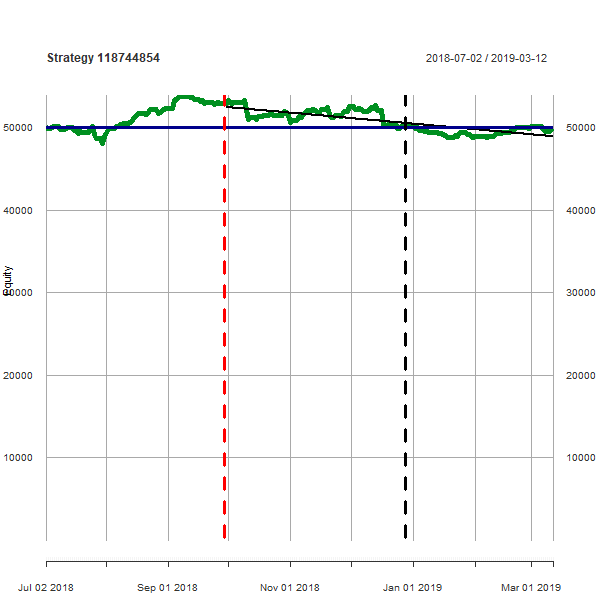 Strategy 118744854
2018-07-02 / 2019-03-12
50000
50000
40000
40000
Equity
30000
30000
20000
20000
10000
10000
Jul 02 2018
Sep 01 2018
Nov 01 2018
Jan 01 2019
Mar 01 2019